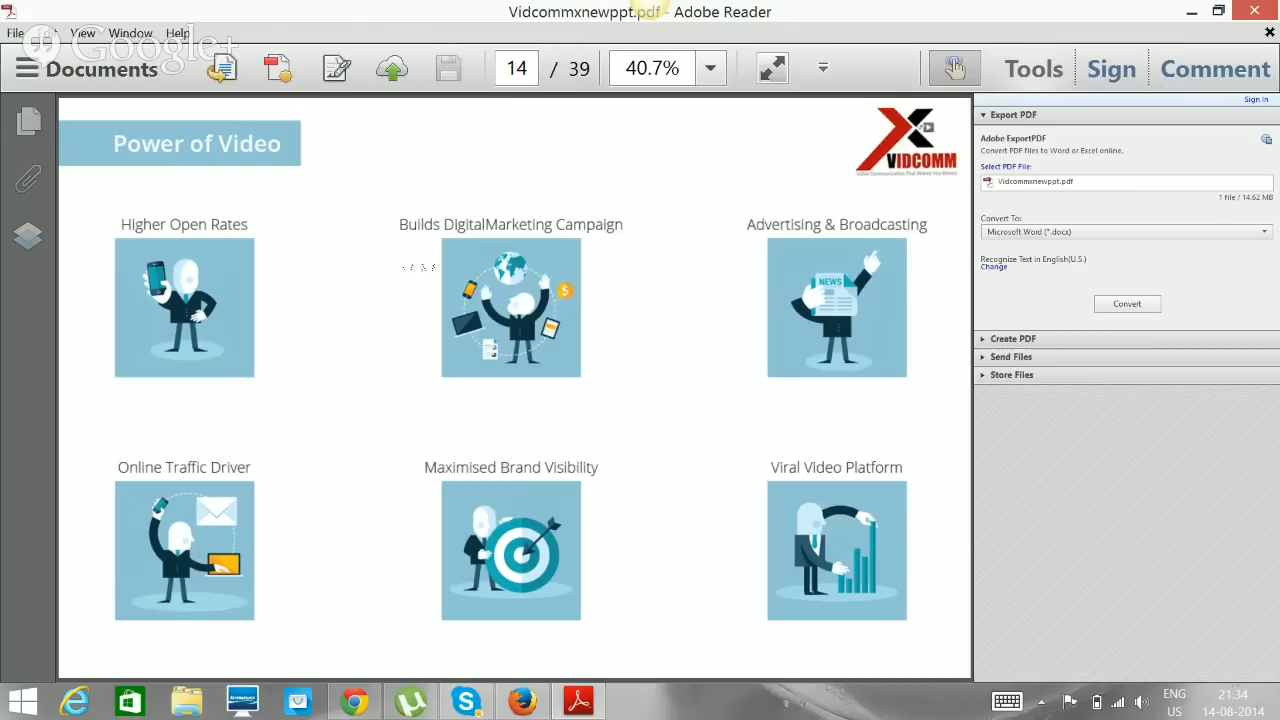 Vidcommxnewppt.pdf - Adobe Reader
File View Window Help
Google+
Documents 14 / 39 40.7% Tools Sign Comment
Sign In
Export PDF
Adobe ExportPDF
Convert PDF files to Word or Excel online.
Select PDF File:
Vidcommxnewppt.pdf
1 file / 14.62 MB
Convert To:
Microsoft Word (*.docx)
Recognize Text in English(U.S.)
Change
Convert
Create PDF
Send Files
Store Files
Power of Video
X
VIDCOMM
Higher Open Rates
Builds DigitalMarketing Campaign
Advertising & Broadcasting
$
NEWS
Online Traffic Driver
Maximised Brand Visibility
Viral Video Platform
lenovo
ENG
US
21:34
14-08-2014